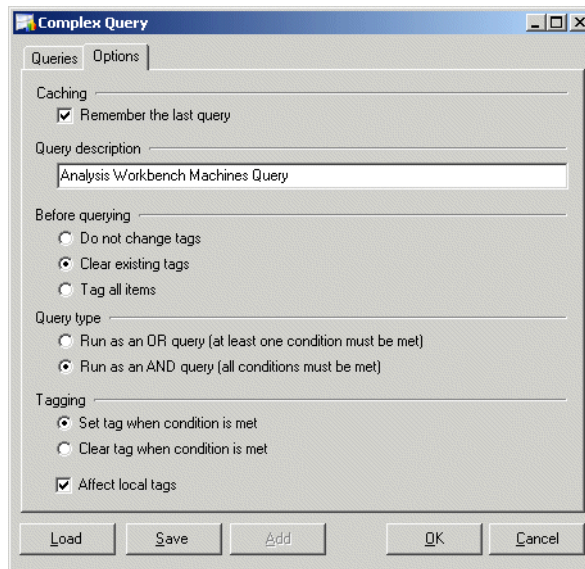 Complex Query
Queries Options
Caching
Remember the last query
Query description
Analysis Workbench Machines Query
Before querying
Do not change tags
Clear existing tags
Tag all items
Query type
Run as an OR query (at least one condition must be met)
Run as an AND query (all conditions must be met)
Tagging
Set tag when condition is met
Clear tag when condition is met
Affect local tags
Load Save Add OK Cancel